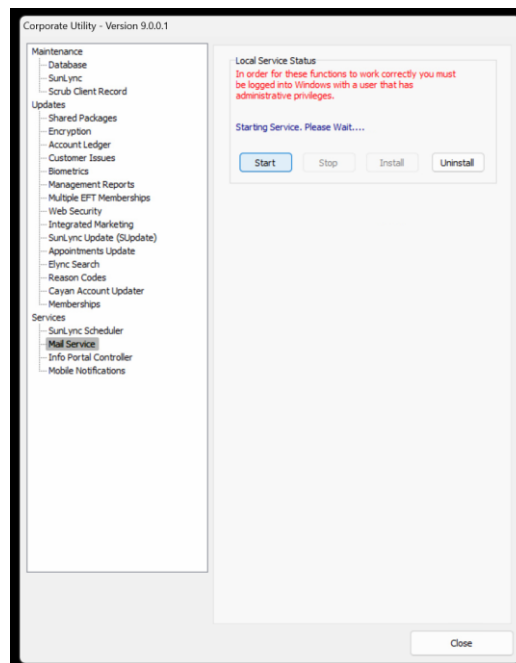 Corporate Utility - Version 9.0.0.1
Maintenance
Database
SunLync
Scrub Client Record
Updates
Shared Packages
Encryption
Account Ledger
Customer Issues
Biometrics
Management Reports
Multiple EFT Memberships
Web Security
Integrated Marketing
SunLync Update (SUpdate)
Appointments Update
Elync Search
Reason Codes
Cayan Account Updater
Memberships
Services
SunLync Scheduler
Mail Service
Info Portal Controller
Mobile Notifications
Local Service Status
In order for these functions to work correctly you must
be logged into Windows with a user that has
administrative privileges.
Starting Service. Please Wait....
Start Stop Install Uninstall
Close